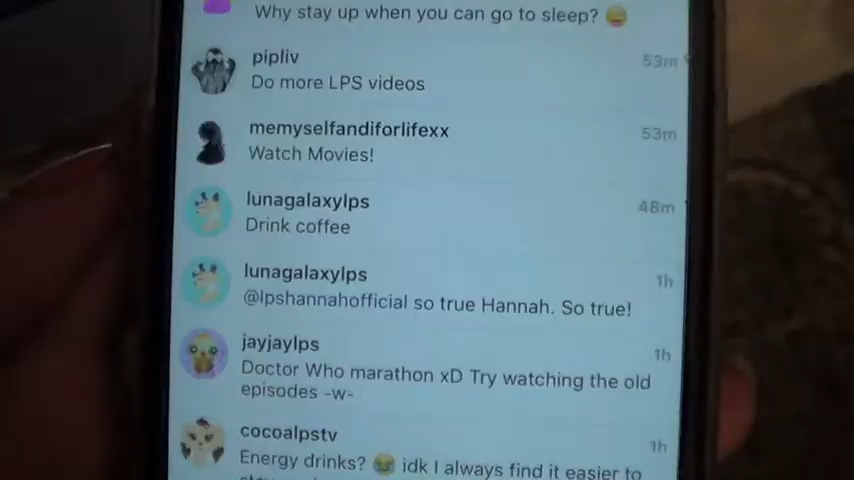 Why stay up when you can go to sleep? 😄
pipliv
53m
Do more LPS videos
memyselfandiforlifexx
53m
Watch Movies!
lunagalaxylps
48m
Drink coffee
lunagalaxylps
1h
@lpshannahofficial so true Hannah. So true!
jayjaylps
1h
Doctor Who marathon xD Try watching the old
episodes -w-
cocoalpstv
1h
Energy drinks? 😂 idk I always find it easier to